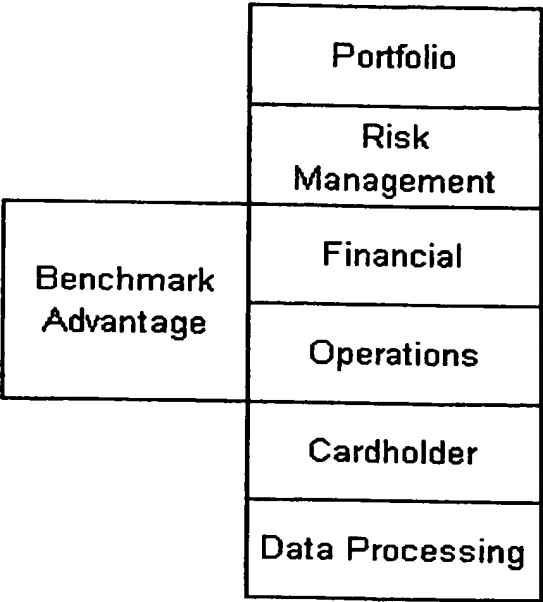 Portfolio
Risk
Management
Benchmark
Advantage
Financial
Operations
Cardholder
Data Processing